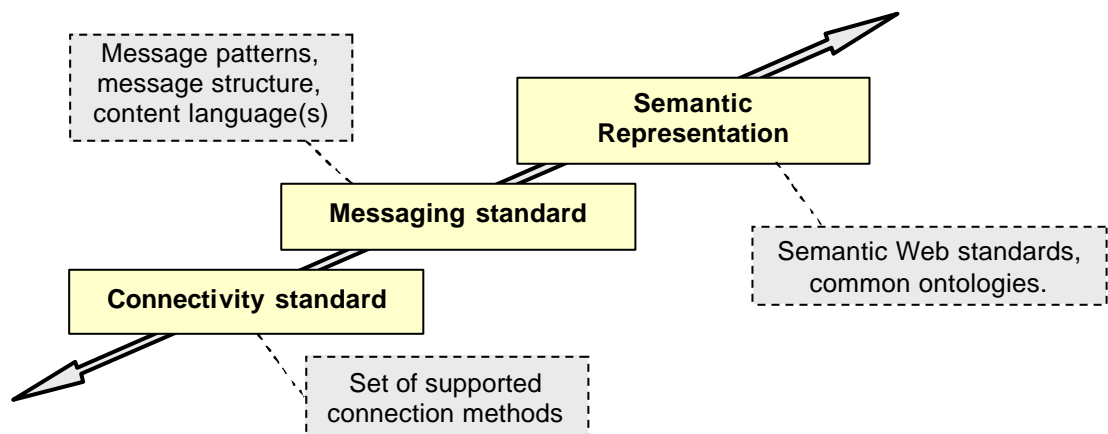 Message patterns,
message structure,
content language(s)
Semantic
Representation
Messaging standard
Semantic Web standards,
common ontologies.
Connectivity standard
Set of supported
connection methods